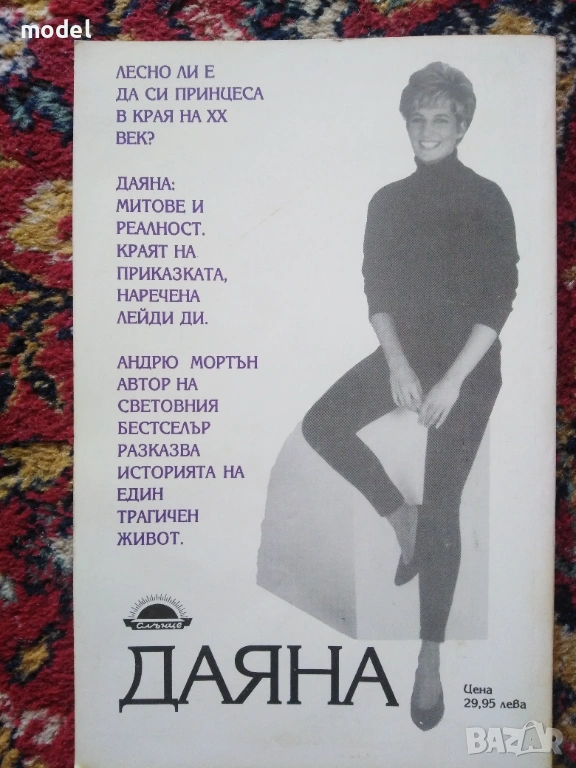 model
ЛЕСНО ЛИ Е
ДА СИ ПРИНЦЕСА
В КРАЯ НА XX
ВЕК?
ДАЯНА:
МИТОВЕ И
РЕАЛНОСТ.
КРАЯТ НА
ПРИКАЗКАТА,
НАРЕЧЕНА
ЛЕЙДИ ДИ.
АНДРЮ МОРТЪН
АВТОР НА
СВЕТОВНИЯ
БЕСТСЕЛЪР
РАЗКАЗВА
ИСТОРИЯТА НА
ЕДИН
ТРАГИЧЕН
ЖИВОТ.
Слънце
ДАЯНА
Цена
29,95 лева
BAZAR